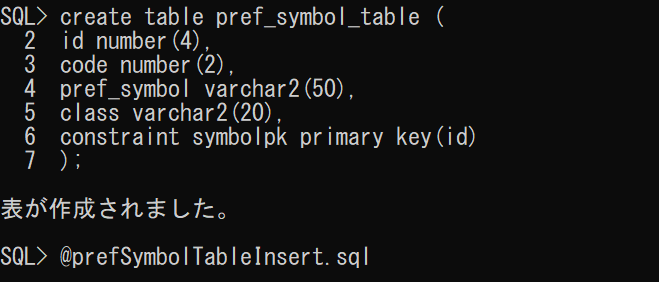 SQL> create table pref_symbol_table (
  2  id number(4),
  3  code number(2),
  4  pref_symbol varchar2(50),
  5  class varchar2(20),
  6  constraint symbolpk primary key(id)
  7  );
表が作成されました。
SQL> @prefSymbolTableInsert.sql